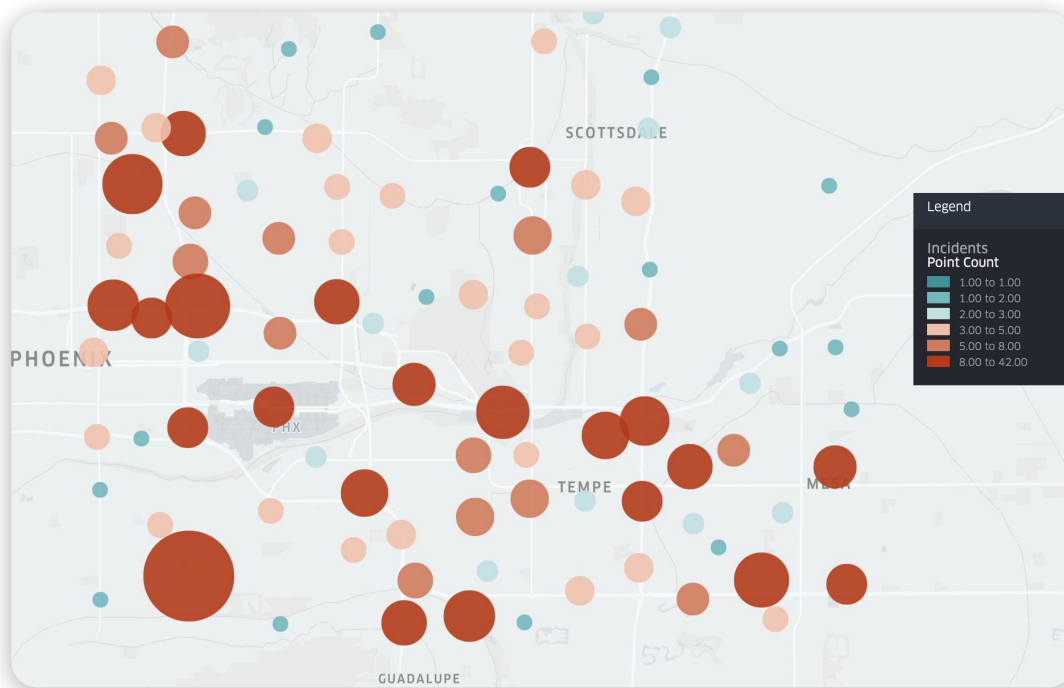 SCOTTSDALE
Legend
Incidents
Point Count
1.00 to 1.00
1.00 to 2.00
2.00 to 3.00
3.00 to 5.00
5.00 to 8.00
8.00 to 42.00
PHOENIX
PHX
TEMPE
MESA
GUADALUPE